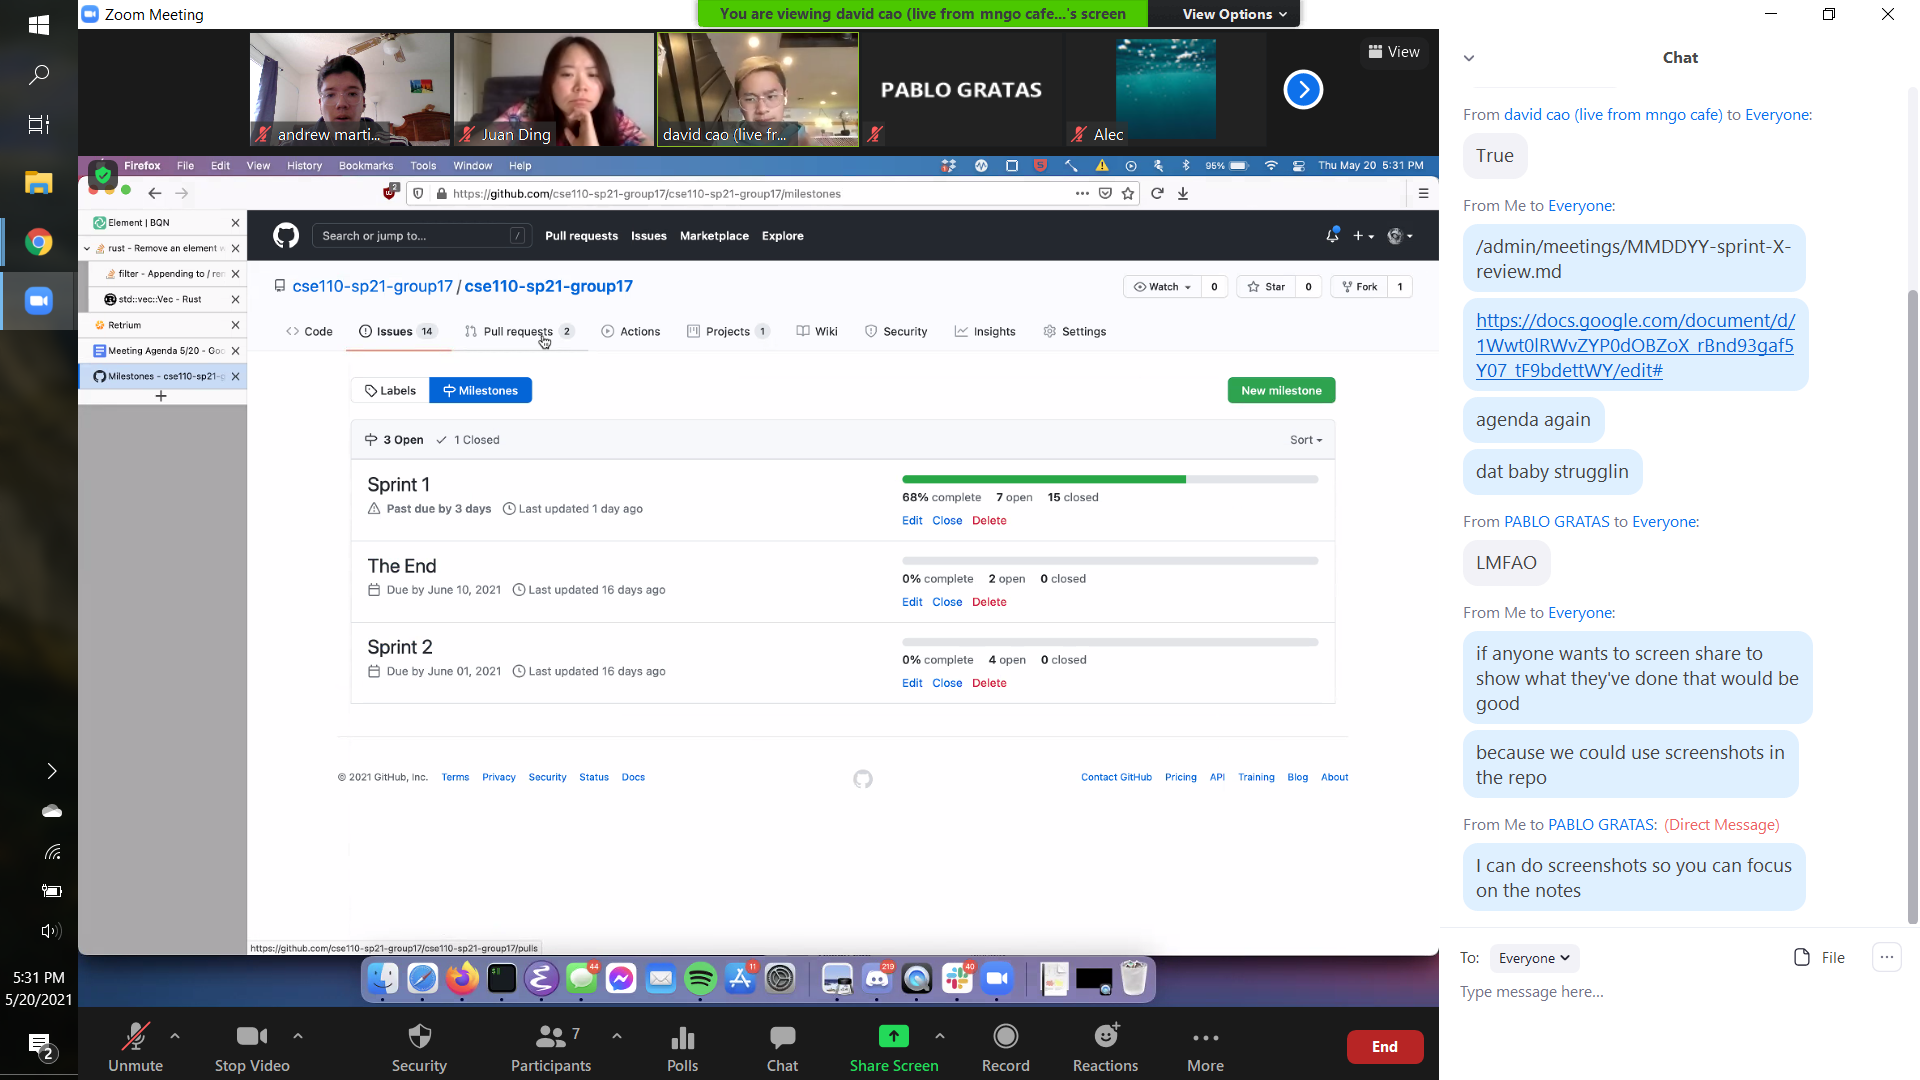 Zoom Meeting
You are viewing david cao (live from mngo cafe...'s screen
View Options
View
andrew marti...
Juan Ding
david cao (live fr...
PABLO GRATAS
Alec
Firefox File Edit View History Bookmarks Tools Window Help
95% Thu May 20 5:31 PM
https://github.com/cse110-sp21-group17/cse110-sp21-group17/milestones
Element | BQN
rust - Remove an element
filter - Appending to / re
std::vec::Vec - Rust
Retrium
Meeting Agenda 5/20 - Goo
Milestones - cse110-sp21-g
Search or jump to... /
Pull requests Issues Marketplace Explore
cse110-sp21-group17 / cse110-sp21-group17
Watch 0 Star 0 Fork 1
Code Issues 14 Pull requests 2 Actions Projects 1 Wiki Security Insights Settings
Labels Milestones
New milestone
3 Open 1 Closed
Sort
Sprint 1
Past due by 3 days Last updated 1 day ago
68% complete 7 open 15 closed
Edit Close Delete
The End
Due by June 10, 2021 Last updated 16 days ago
0% complete 2 open 0 closed
Edit Close Delete
Sprint 2
Due by June 01, 2021 Last updated 16 days ago
0% complete 4 open 0 closed
Edit Close Delete
© 2021 GitHub, Inc. Terms Privacy Security Status Docs
Contact GitHub Pricing API Training Blog About
https://github.com/cse110-sp21-group17/cse110-sp21-group17/pulls
44
11
219
40
5:31 PM
5/20/2021
2
Unmute
Stop Video
Security
7
Participants
Polls
Chat
Share Screen
Record
Reactions
More
End
Chat
From david cao (live from mngo cafe) to Everyone:
True
From Me to Everyone:
/admin/meetings/MMDDYY-sprint-X-
review.md
https://docs.google.com/document/d/
1Wwt0lRWvZYP0dOBZoX_rBnd93gaf5
Y07_tF9bdettWY/edit#
agenda again
dat baby strugglin
From PABLO GRATAS to Everyone:
LMFAO
From Me to Everyone:
if anyone wants to screen share to
show what they've done that would be
good
because we could use screenshots in
the repo
From Me to PABLO GRATAS: (Direct Message)
I can do screenshots so you can focus
on the notes
To: Everyone
File
Type message here...